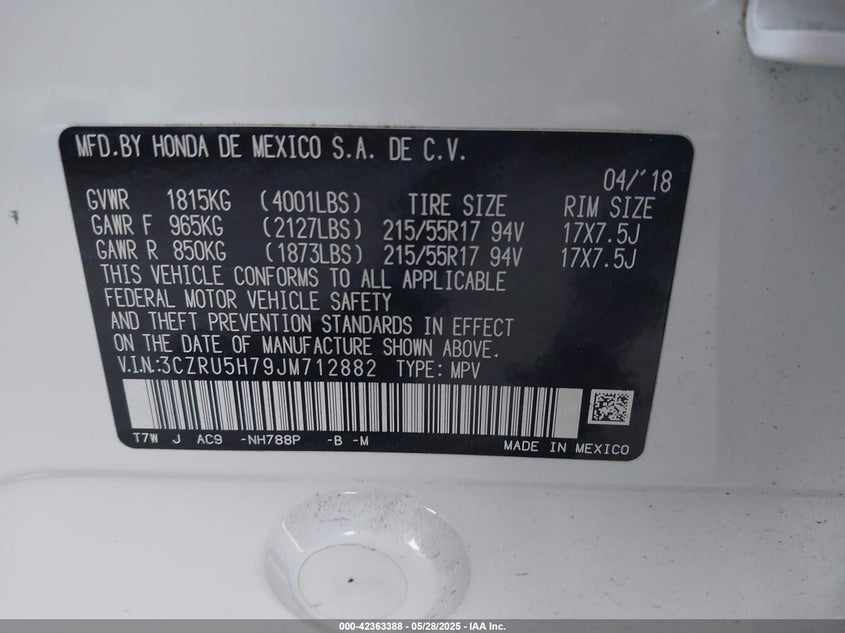 MFD.BY HONDA DE MEXICO S.A. DE C.V.
04/'18
GVWR 1815KG (4001LBS) TIRE SIZE RIM SIZE
GAWR F 965KG (2127LBS) 215/55R17 94V 17X7.5J
GAWR R 850KG (1873LBS) 215/55R17 94V 17X7.5J
THIS VEHICLE CONFORMS TO ALL APPLICABLE
FEDERAL MOTOR VEHICLE SAFETY
AND THEFT PREVENTION STANDARDS IN EFFECT
ON THE DATE OF MANUFACTURE SHOWN ABOVE.
V.I.N:3CZRU5H79JM712882 TYPE: MPV
T7W J AC9 -NH788P -B -M
MADE IN MEXICO
000-42363388 - 05/28/2025 - IAA Inc.